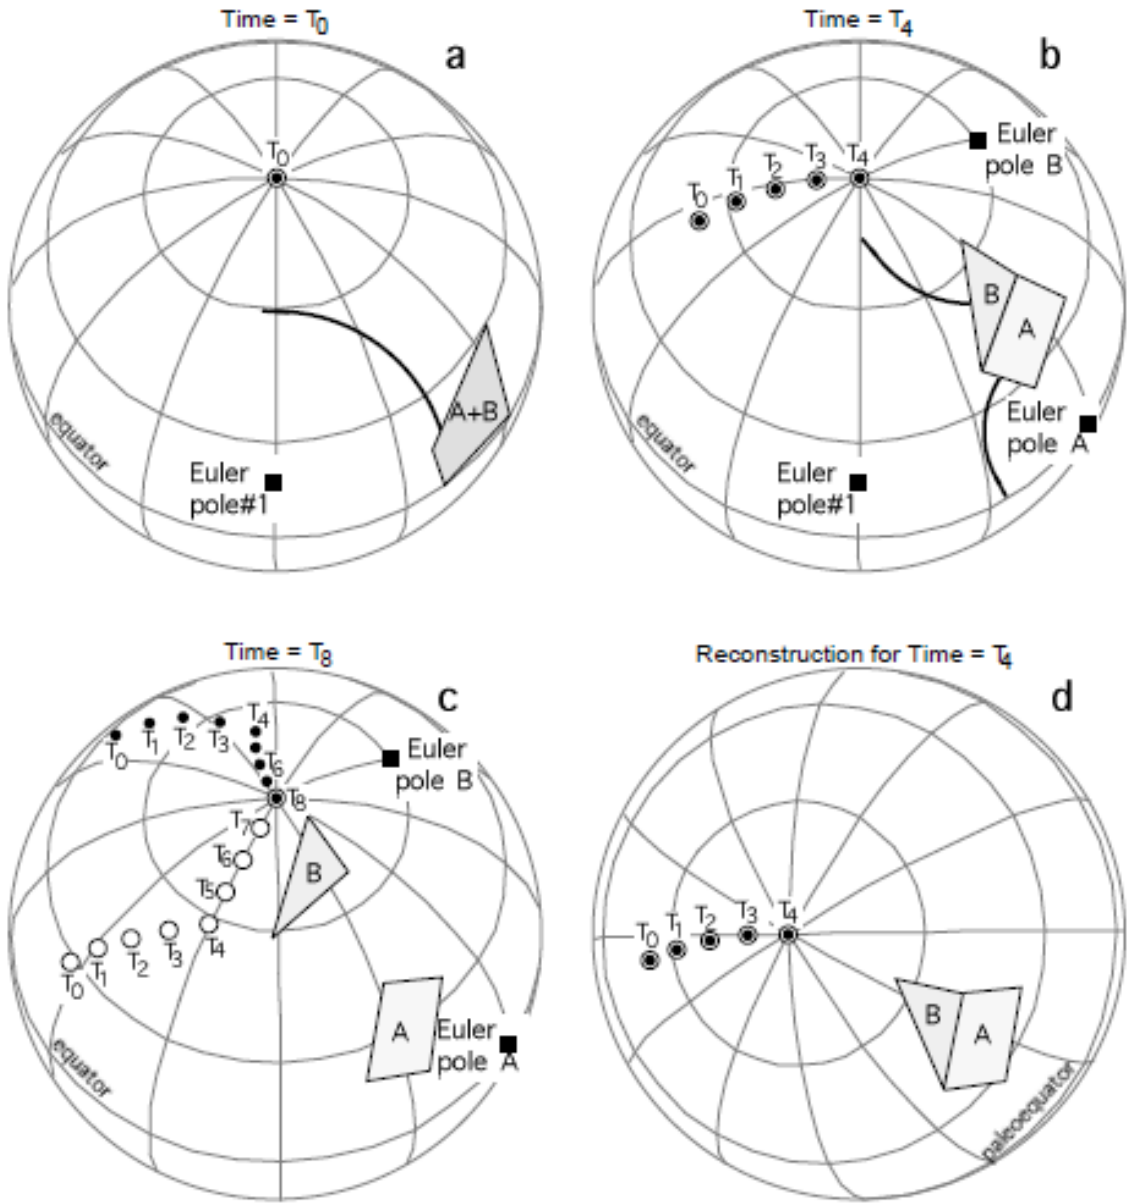 Time = T0
a
T0
A+B
equator
Euler
pole#1
Time = T4
b
Euler
pole B
T0
T1
T2
T3
T4
B
A
Euler
pole A
equator
Euler
pole#1
Time = T8
c
T0
T1
T2
T3
T4
T6
T8
Euler
pole B
T7
T6
T5
T4
T3
T2
T1
T0
B
A
Euler
pole A
equator
Reconstruction for Time = T4
d
T0
T1
T2
T3
T4
B
A
paleoequator